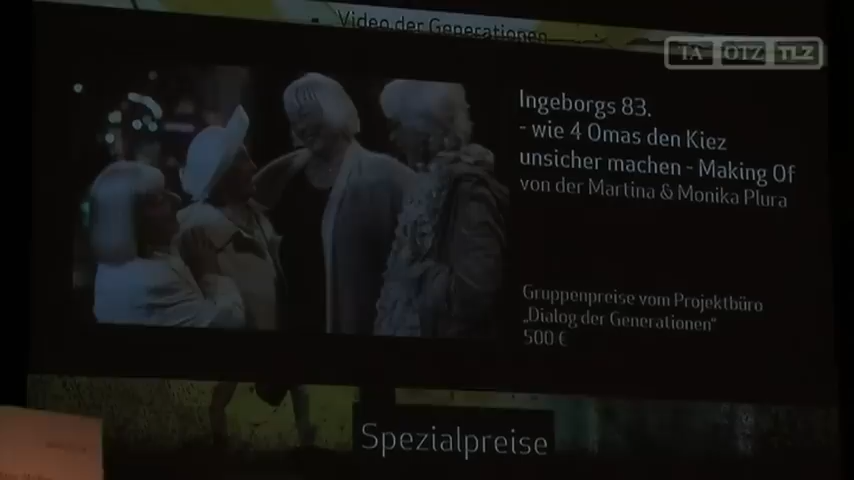 Video der Generationen
TA OTZ TLZ
Ingeborgs 83.
- wie 4 Omas den Kiez
unsicher machen - Making Of
von der Martina & Monika Plura
Gruppenpreise vom Projektbüro
„Dialog der Generationen“
500 €
Spezialpreise